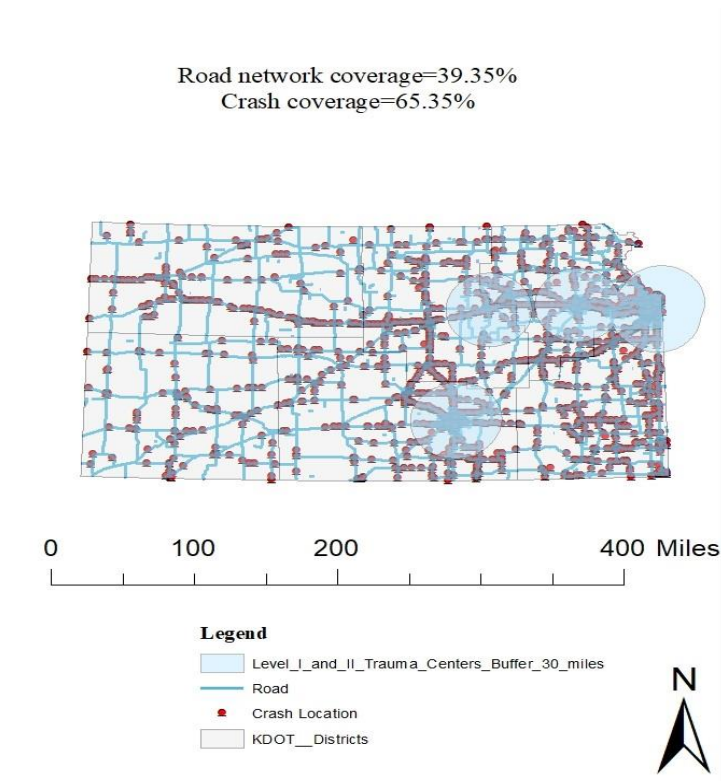 Road network coverage=39.35%
Crash coverage=65.35%
0 100 200 400 Miles
Legend
Level_I_and_II_Trauma_Centers_Buffer_30_miles
Road
Crash Location
KDOT__Districts
N